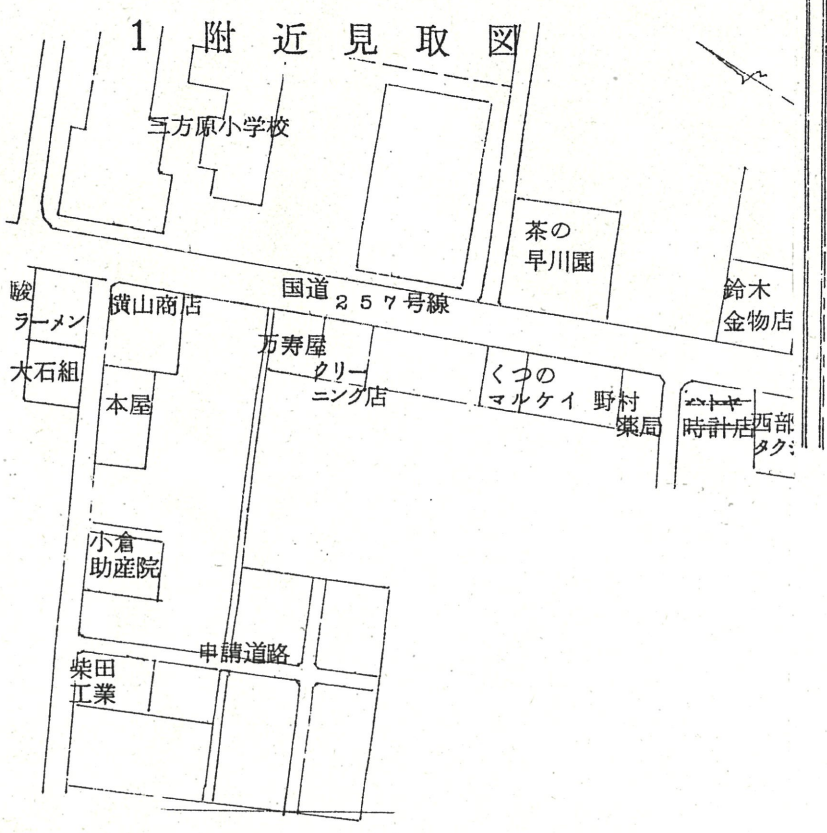 1 附近見取図
三方原小学校
茶の
早川園
鈴木
金物店
国道257号線
駿
ラーメン
横山商店
万寿屋
クリー
ニング店
大石組
本屋
くつの
マルケイ
野村
薬局
ハトヤ
時計店
西部
タク
小倉
助産院
申請道路
柴田
工業